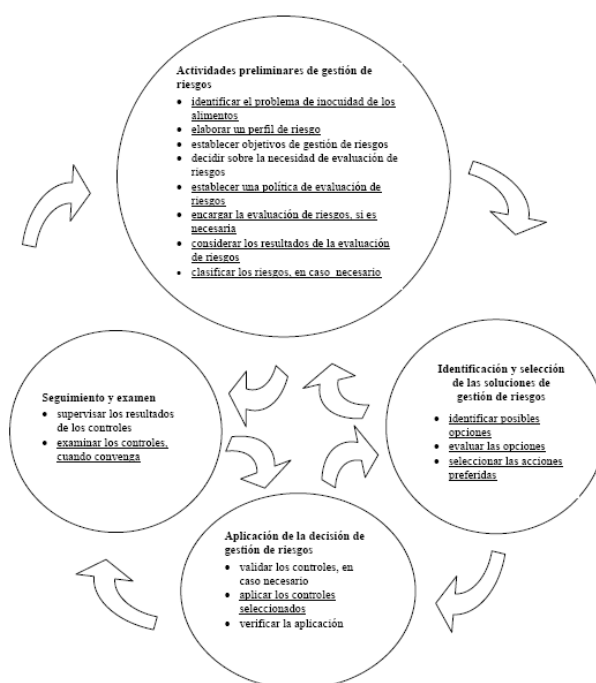 Actividades preliminares de gestión de
riesgos
• identificar el problema de inocuidad de los
alimentos
• elaborar un perfil de riesgo
• establecer objetivos de gestión de riesgos
• decidir sobre la necesidad de evaluación de
riesgos
• establecer una política de evaluación de
riesgos
• encargar la evaluación de riesgos, si es
necesaria
• considerar los resultados de la evaluación
de riesgos
• clasificar los riesgos, en caso necesario
Identificación y selección
de las soluciones de
gestión de riesgos
• identificar posibles
opciones
• evaluar las opciones
• seleccionar las acciones
preferidas
Aplicación de la decisión de
gestión de riesgos
• validar los controles, en
caso necesario
• aplicar los controles
seleccionados
• verificar la aplicación
Seguimiento y examen
• supervisar los resultados
de los controles
• examinar los controles,
cuando convenga